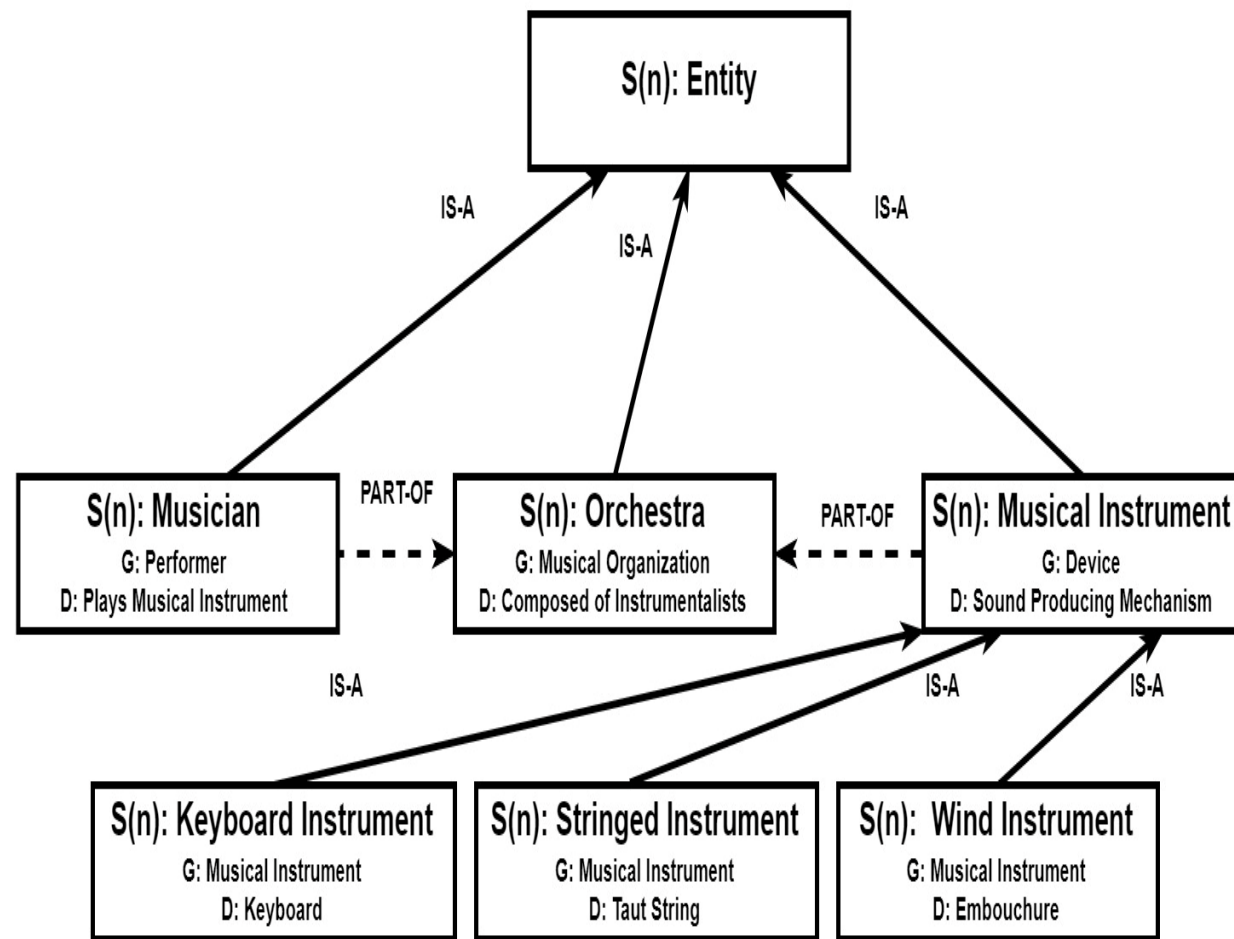 S(n): Entity
IS-A
IS-A
IS-A
S(n): Musician
G: Performer
D: Plays Musical Instrument
PART-OF
S(n): Orchestra
G: Musical Organization
D: Composed of Instrumentalists
PART-OF
S(n): Musical Instrument
G: Device
D: Sound Producing Mechanism
IS-A
IS-A
IS-A
S(n): Keyboard Instrument
G: Musical Instrument
D: Keyboard
S(n): Stringed Instrument
G: Musical Instrument
D: Taut String
S(n): Wind Instrument
G: Musical Instrument
D: Embouchure